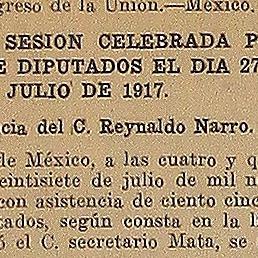 greso de la Unión.—México.
SESION CELEBRADA P
E DIPUTADOS EL DIA 27
JULIO DE 1917.
cia del C. Reynaldo Narro.
de México, a las cuatro y q
eintisiete de julio de mil n
con asistencia de ciento cinc
tados, según consta en la l
ó el C. secretario Mata, se